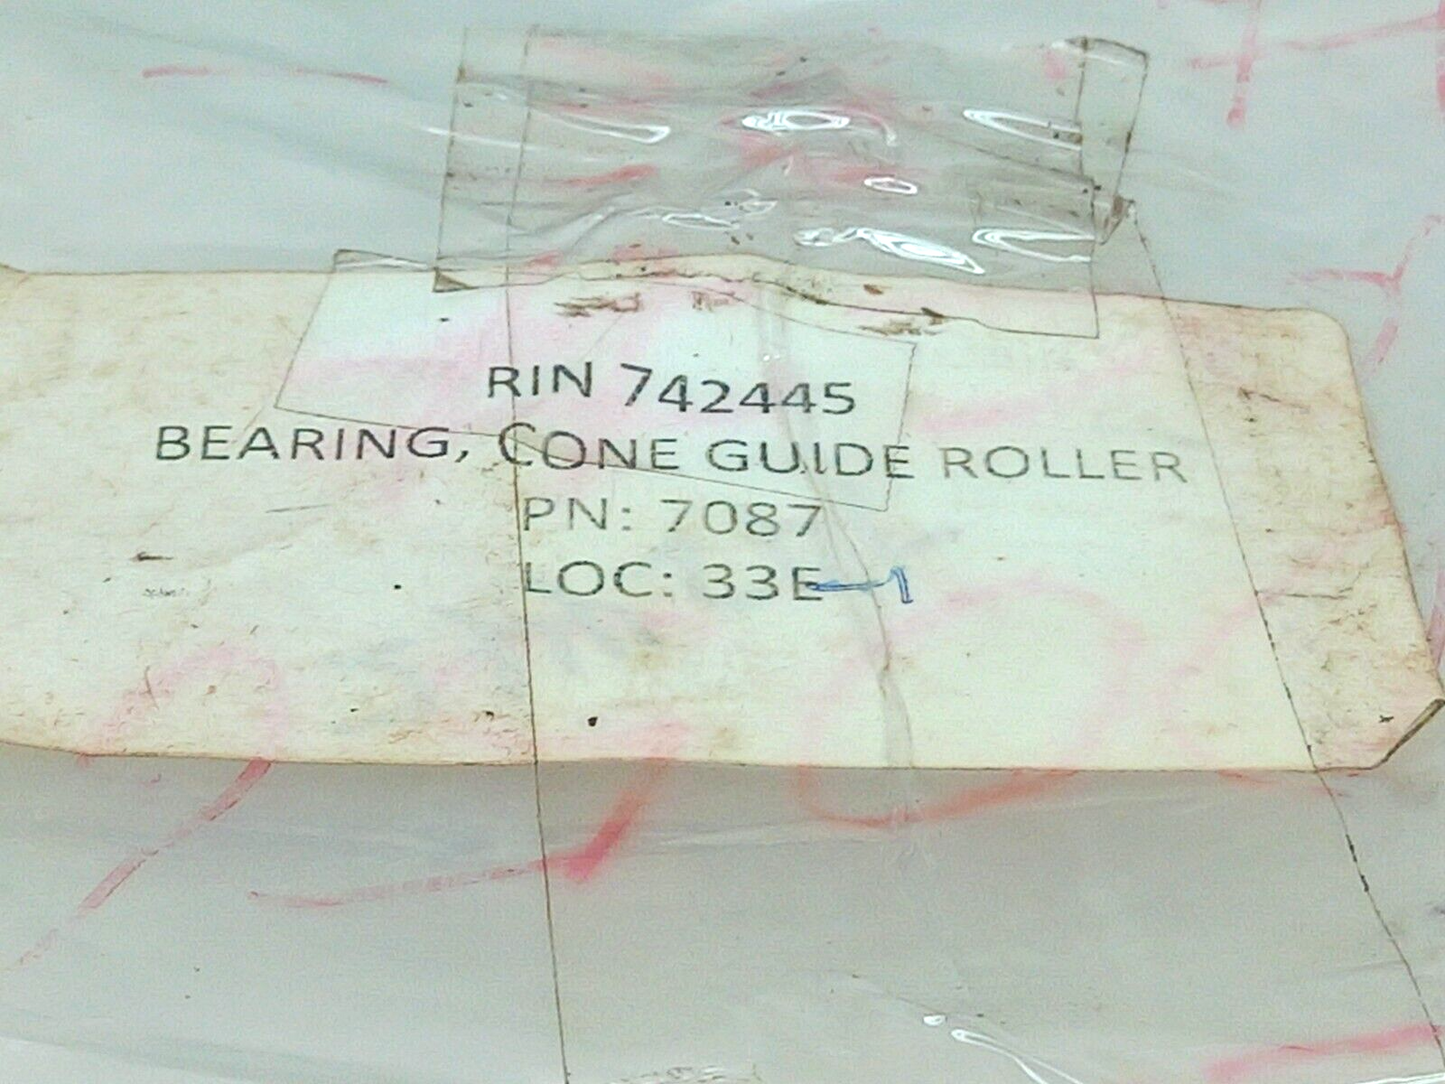 RIN 742445
BEARING, CONE GUIDE ROLLER
PN: 7087
LOC: 33E-1